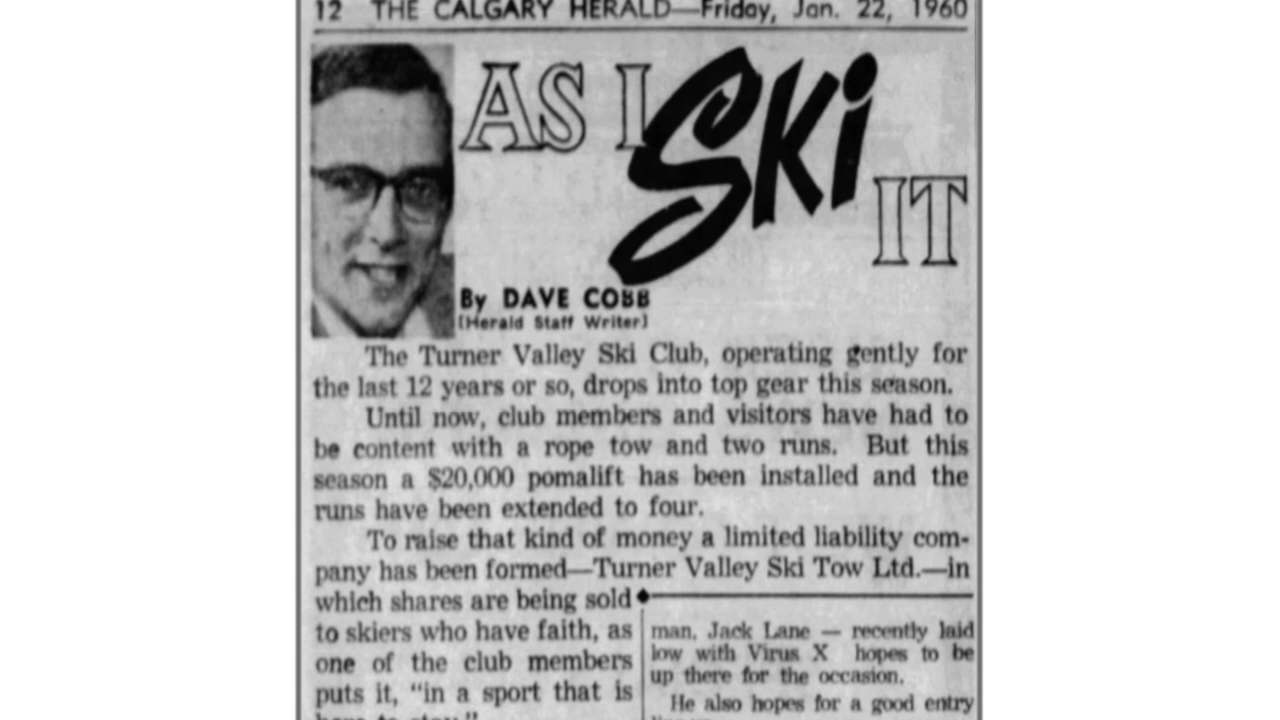 12 THE CALGARY HERALD—Friday, Jan. 22, 1960
AS I SKi IT
By DAVE COBB
(Herald Staff Writer)
The Turner Valley Ski Club, operating gently for
the last 12 years or so, drops into top gear this season.
Until now, club members and visitors have had to
be content with a rope tow and two runs. But this
season a $20,000 pomalift has been installed and the
runs have been extended to four.
To raise that kind of money a limited liability com-
pany has been formed—Turner Valley Ski Tow Ltd.—in
which shares are being sold
to skiers who have faith, as
one of the club members
puts it, "in a sport that is
here to stay."
man, Jack Lane — recently laid
low with Virus X hopes to be
up there for the occasion.
He also hopes for a good entry